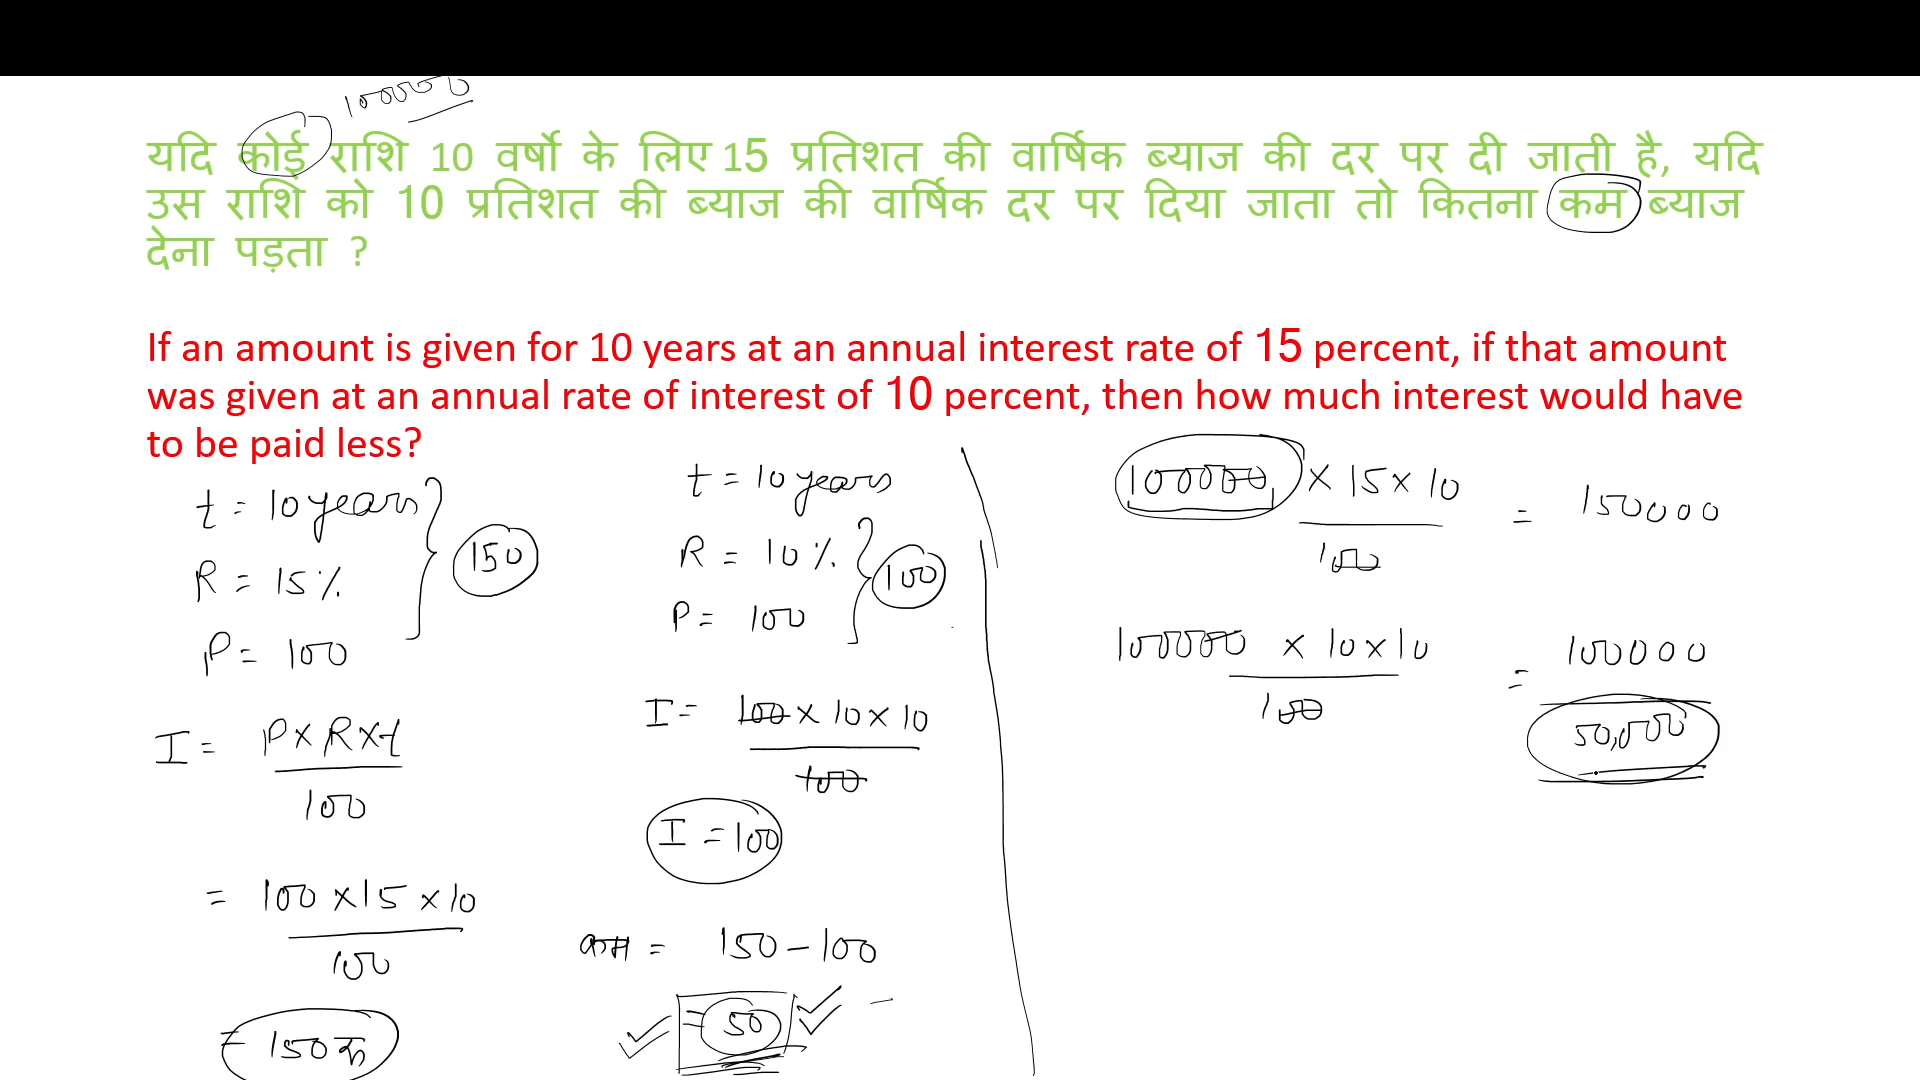 100000
यदि कोई राशि 10 वर्षो के लिए 15 प्रतिशत की वार्षिक ब्याज की दर पर दी जाती है, यदि
उस राशि को 10 प्रतिशत की ब्याज की वार्षिक दर पर दिया जाता तो कितना कम ब्याज
देना पड़ता ?
If an amount is given for 10 years at an annual interest rate of 15 percent, if that amount
was given at an annual rate of interest of 10 percent, then how much interest would have
to be paid less?
t = 10 years
R = 15 %
P = 100
150
I = P x R x t
100
= 100 x 15 x 10
100
= 150 रू
t = 10 years
R = 10 %
P = 100
100
I = 100 x 10 x 10
100
I = 100
कम = 150 - 100
= 50
100000 x 15 x 10 = 150000
100
100000 x 10 x 10 = 100000
100
50,000